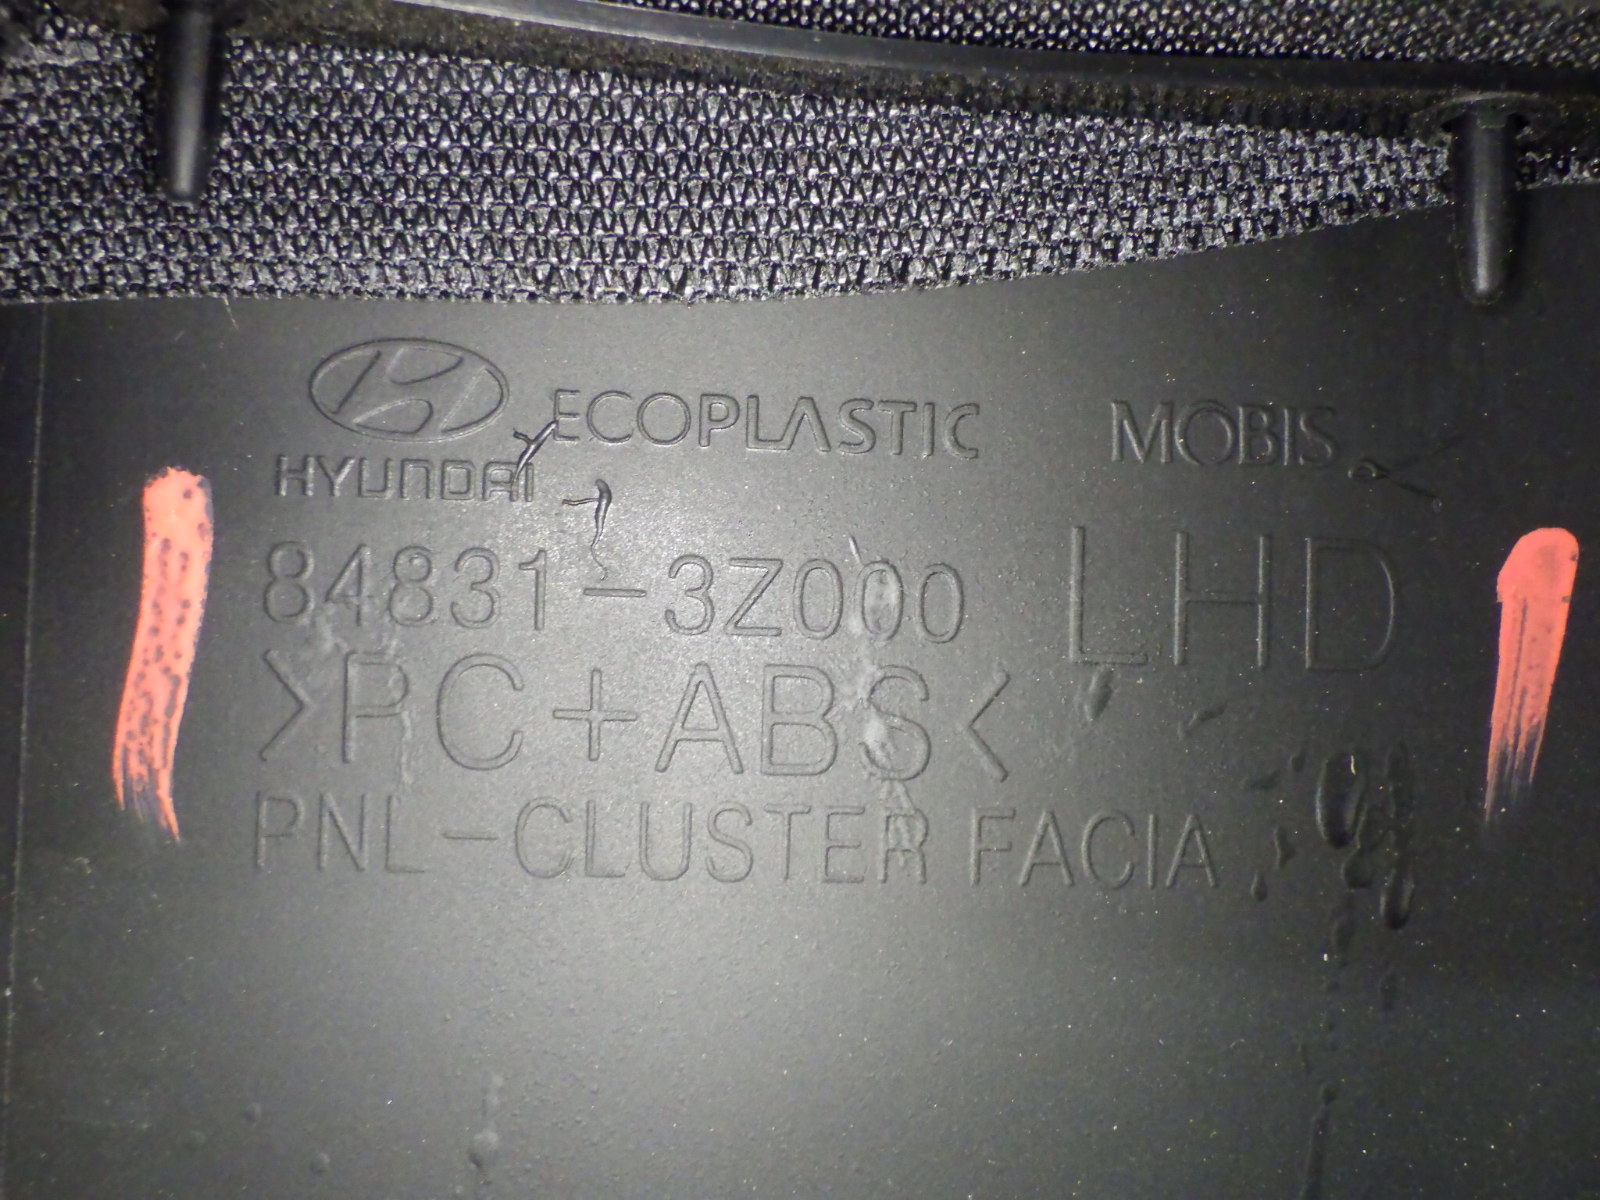 ECOPLASTIC MOBIS
HYUNDAI
84831-3Z000 LHD
>PC+ABS<
PNL-CLUSTER FACIA